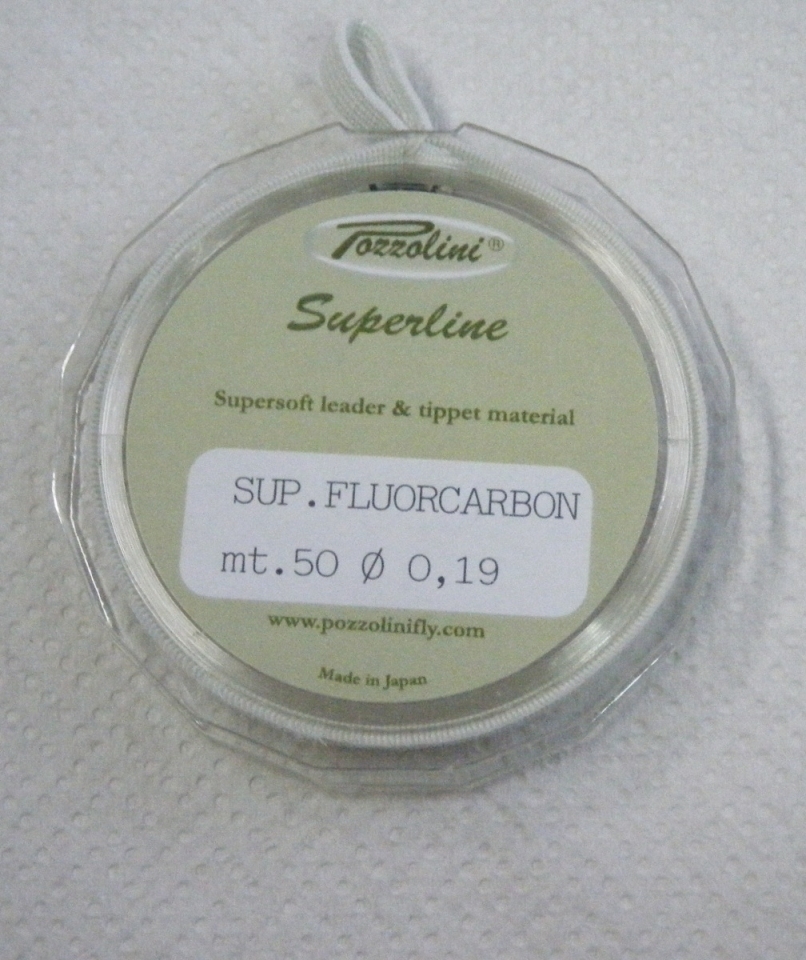 Pozzolini®
Superline
Supersoft leader & tippet material
SUP.FLUORCARBON
mt.50 Ø 0,19
www.pozzolinifly.com
Made in Japan